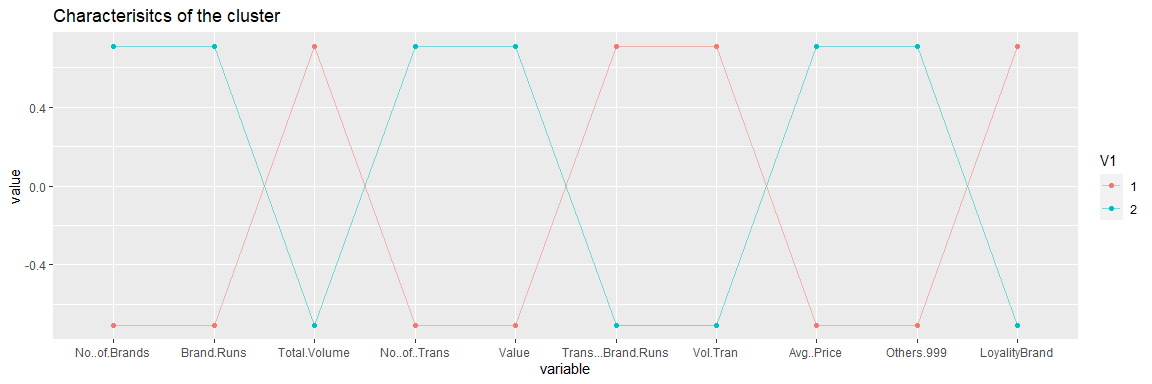 Characterisitcs of the cluster
value
0.4
0.0
-0.4
No..of.Brands Brand.Runs Total.Volume No..of..Trans Value Trans...Brand.Runs Vol.Tran Avg..Price Others.999 LoyalityBrand
variable
V1
1
2